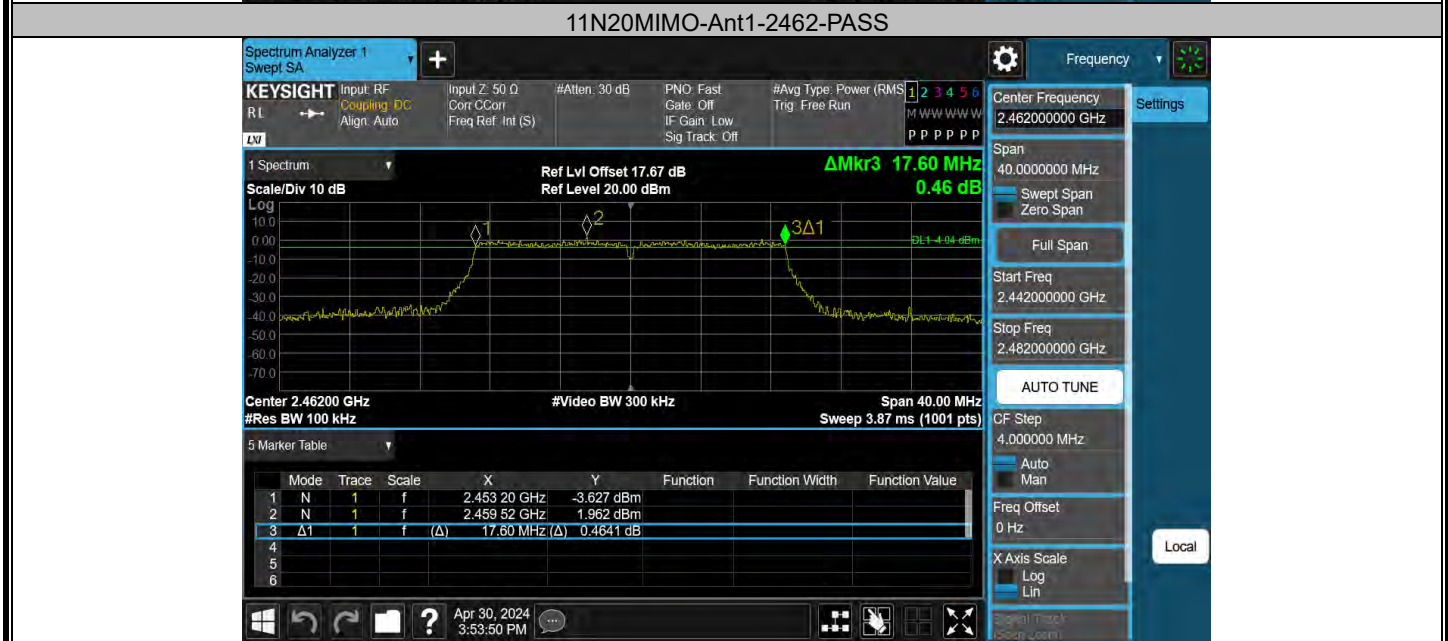 11N20MIMO-Ant1-2462-PASS
Spectrum Analyzer 1
Swept SA
+
Frequency
KEYSIGHT
RL
LXI
Input: RF
Coupling: DC
Align: Auto
Input Z: 50 Ω
Corr CCorr
Freq Ref: Int (S)
#Atten: 30 dB
PNO: Fast
Gate: Off
IF Gain: Low
Sig Track: Off
#Avg Type: Power (RMS
Trig: Free Run
1 2 3 4 5 6
M W W W W W
P P P P P P
Center Frequency
2.462000000 GHz
Settings
1 Spectrum
Scale/Div 10 dB
Ref Lvl Offset 17.67 dB
Ref Level 20.00 dBm
ΔMkr3 17.60 MHz
0.46 dB
Log
10.0
0.00
-10.0
-20.0
-30.0
-40.0
-50.0
-60.0
-70.0
1
2
3Δ1
DL1 -4.04 dBm
Center 2.46200 GHz
#Video BW 300 kHz
Span 40.00 MHz
#Res BW 100 kHz
Sweep 3.87 ms (1001 pts)
Span
40.0000000 MHz
Swept Span
Zero Span
Full Span
Start Freq
2.442000000 GHz
Stop Freq
2.482000000 GHz
AUTO TUNE
CF Step
4.000000 MHz
Auto
Man
Freq Offset
0 Hz
X Axis Scale
Log
Lin
Signal Track
(Span Zoom)
Local
5 Marker Table
Mode Trace Scale X Y Function Function Width Function Value
1 N 1 f 2.453 20 GHz -3.627 dBm
2 N 1 f 2.459 52 GHz 1.962 dBm
3 Δ1 1 f (Δ) 17.60 MHz (Δ) 0.4641 dB
4
5
6
?
Apr 30, 2024
3:53:50 PM